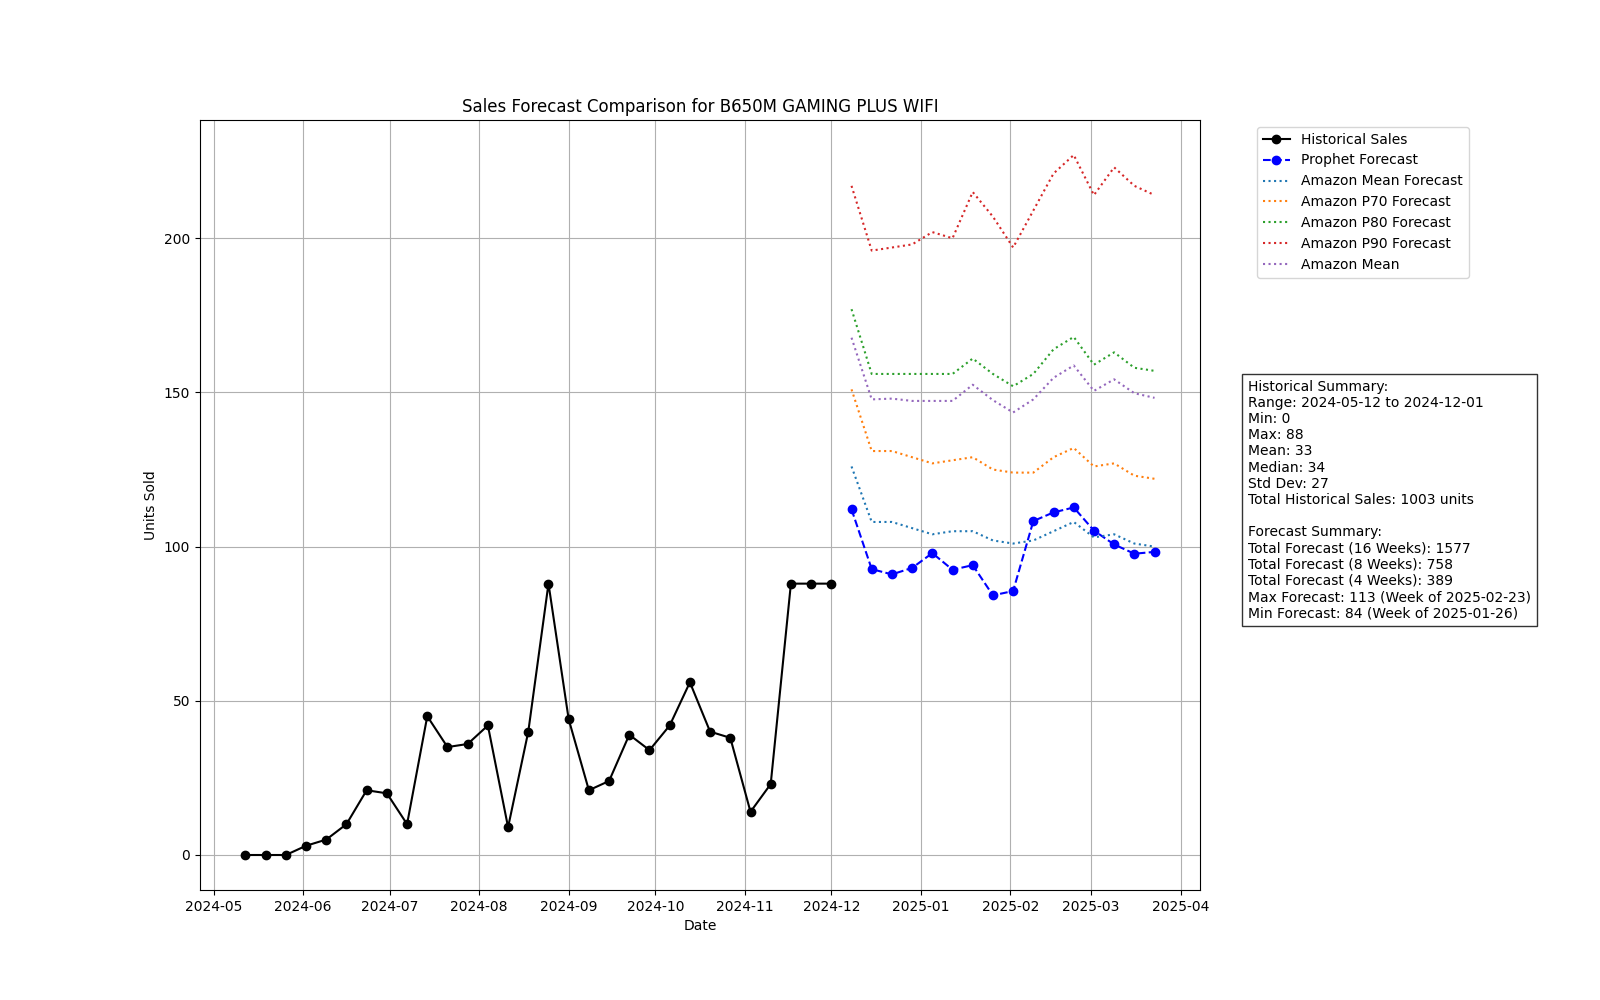 Sales Forecast Comparison for B650M GAMING PLUS WIFI
Units Sold
200
150
100
50
0
2024-05 2024-06 2024-07 2024-08 2024-09 2024-10 2024-11 2024-12 2025-01 2025-02 2025-03 2025-04
Date
Historical Sales
Prophet Forecast
Amazon Mean Forecast
Amazon P70 Forecast
Amazon P80 Forecast
Amazon P90 Forecast
Amazon Mean
Historical Summary:
Range: 2024-05-12 to 2024-12-01
Min: 0
Max: 88
Mean: 33
Median: 34
Std Dev: 27
Total Historical Sales: 1003 units
Forecast Summary:
Total Forecast (16 Weeks): 1577
Total Forecast (8 Weeks): 758
Total Forecast (4 Weeks): 389
Max Forecast: 113 (Week of 2025-02-23)
Min Forecast: 84 (Week of 2025-01-26)